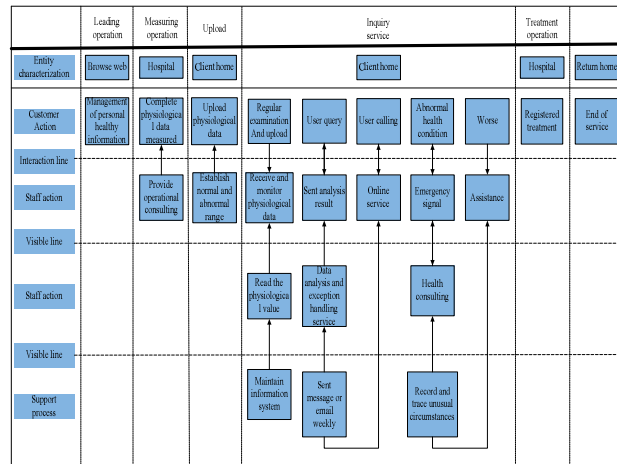 Leading
operation
Measuring
operation
Upload
Inquiry
service
Treatment
operation
Entity
characterization
Browse web
Hospital
Client home
Client home
Hospital
Return home
Customer
Action
Management
of personal
healthy
information
Complete
physiologica
l data
measured
Upload
physiological
data
Regular
examination
And upload
User query
User calling
Abnormal
health
condition
Worse
Registered
treatment
End of
service
Interaction line
Staff action
Provide
operational
consulting
Establish
normal and
abnormal
range
Receive and
monitor
physiological
data
Sent analysis
result
Online
service
Emergency
signal
Assistance
Visible line
Staff action
Read the
physiologica
l value
Data
analysis and
exception
handling
service
Health
consulting
Visible line
Support
process
Maintain
information
system
Sent
message or
email
weekly
Record and
trace unusual
circumstances